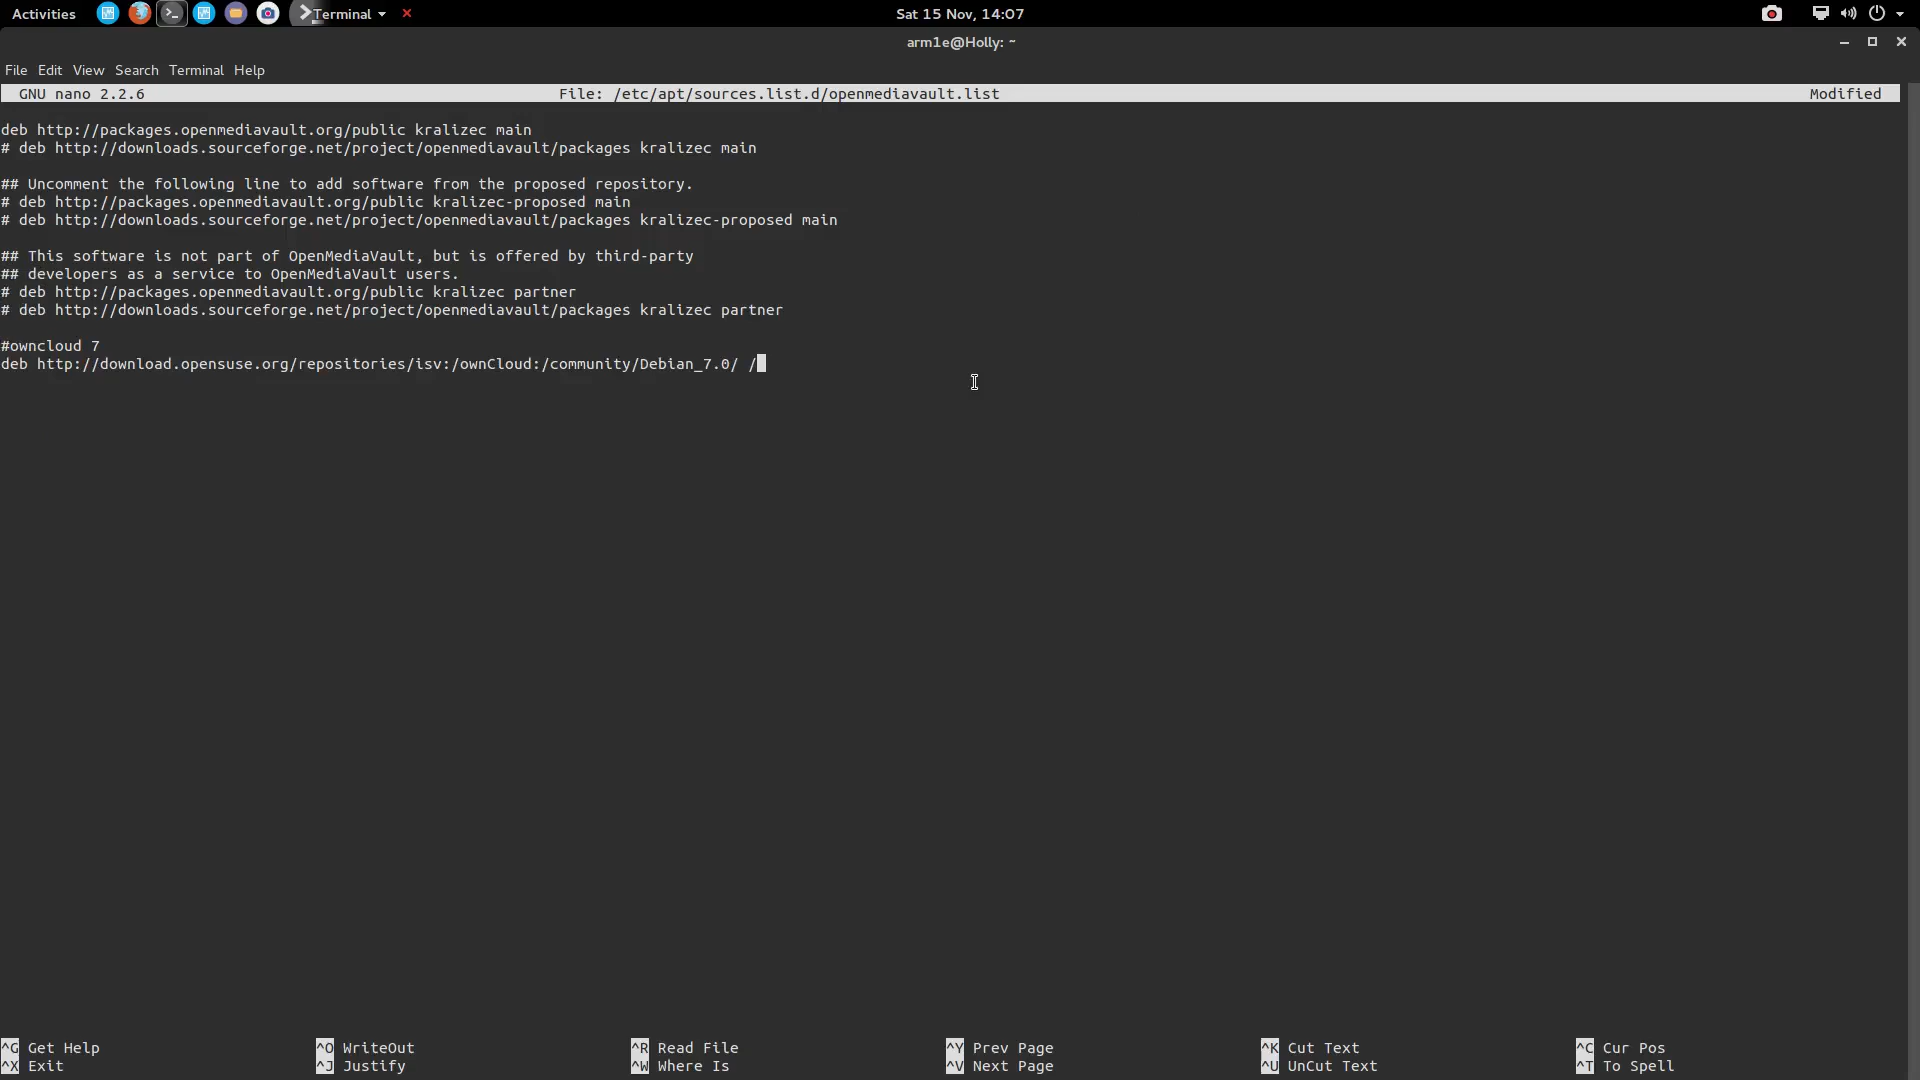 Activities
Terminal
Sat 15 Nov, 14:07
arm1e@Holly: ~
File Edit View Search Terminal Help
GNU nano 2.2.6 File: /etc/apt/sources.list.d/openmediavault.list Modified
deb http://packages.openmediavault.org/public kralizec main
# deb http://downloads.sourceforge.net/project/openmediavault/packages kralizec main
## Uncomment the following line to add software from the proposed repository.
# deb http://packages.openmediavault.org/public kralizec-proposed main
# deb http://downloads.sourceforge.net/project/openmediavault/packages kralizec-proposed main
## This software is not part of OpenMediaVault, but is offered by third-party
## developers as a service to OpenMediaVault users.
# deb http://packages.openmediavault.org/public kralizec partner
# deb http://downloads.sourceforge.net/project/openmediavault/packages kralizec partner
#owncloud 7
deb http://download.opensuse.org/repositories/isv:/ownCloud:/community/Debian_7.0/ /
^G Get Help ^O WriteOut ^R Read File ^Y Prev Page ^K Cut Text ^C Cur Pos
^X Exit ^J Justify ^W Where Is ^V Next Page ^U UnCut Text ^T To Spell